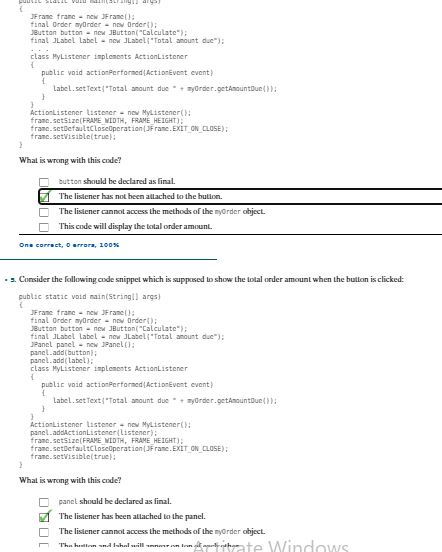 public static void main(String[] args)
{
JFrame frame = new JFrame();
final Order myOrder = new Order();
JButton button = new JButton("Calculate");
final JLabel label = new JLabel("Total amount due");
. . .
class MyListener implements ActionListener
{
public void actionPerformed(ActionEvent event)
{
label.setText("Total amount due " + myOrder.getAmountDue());
}
}
ActionListener listener = new MyListener();
frame.setSize(FRAME_WIDTH, FRAME_HEIGHT);
frame.setDefaultCloseOperation(JFrame.EXIT_ON_CLOSE);
frame.setVisible(true);
}
What is wrong with this code?
button should be declared as final.
The listener has not been attached to the button.
The listener cannot access the methods of the myOrder object.
This code will display the total order amount.
One correct, 0 errors, 100%
• 5. Consider the following code snippet which is supposed to show the total order amount when the button is clicked:
public static void main(String[] args)
{
JFrame frame = new JFrame();
final Order myOrder = new Order();
JButton button = new JButton("Calculate");
final JLabel label = new JLabel("Total amount due");
JPanel panel = new JPanel();
panel.add(button);
panel.add(label);
class MyListener implements ActionListener
{
public void actionPerformed(ActionEvent event)
{
label.setText("Total amount due " + myOrder.getAmountDue());
}
}
ActionListener listener = new MyListener();
panel.addActionListener(listener);
frame.setSize(FRAME_WIDTH, FRAME_HEIGHT);
frame.setDefaultCloseOperation(JFrame.EXIT_ON_CLOSE);
frame.setVisible(true);
}
What is wrong with this code?
panel should be declared as final.
The listener has been attached to the panel.
The listener cannot access the methods of the myOrder object.
The button and label will appear on top of each other.
Activate Windows